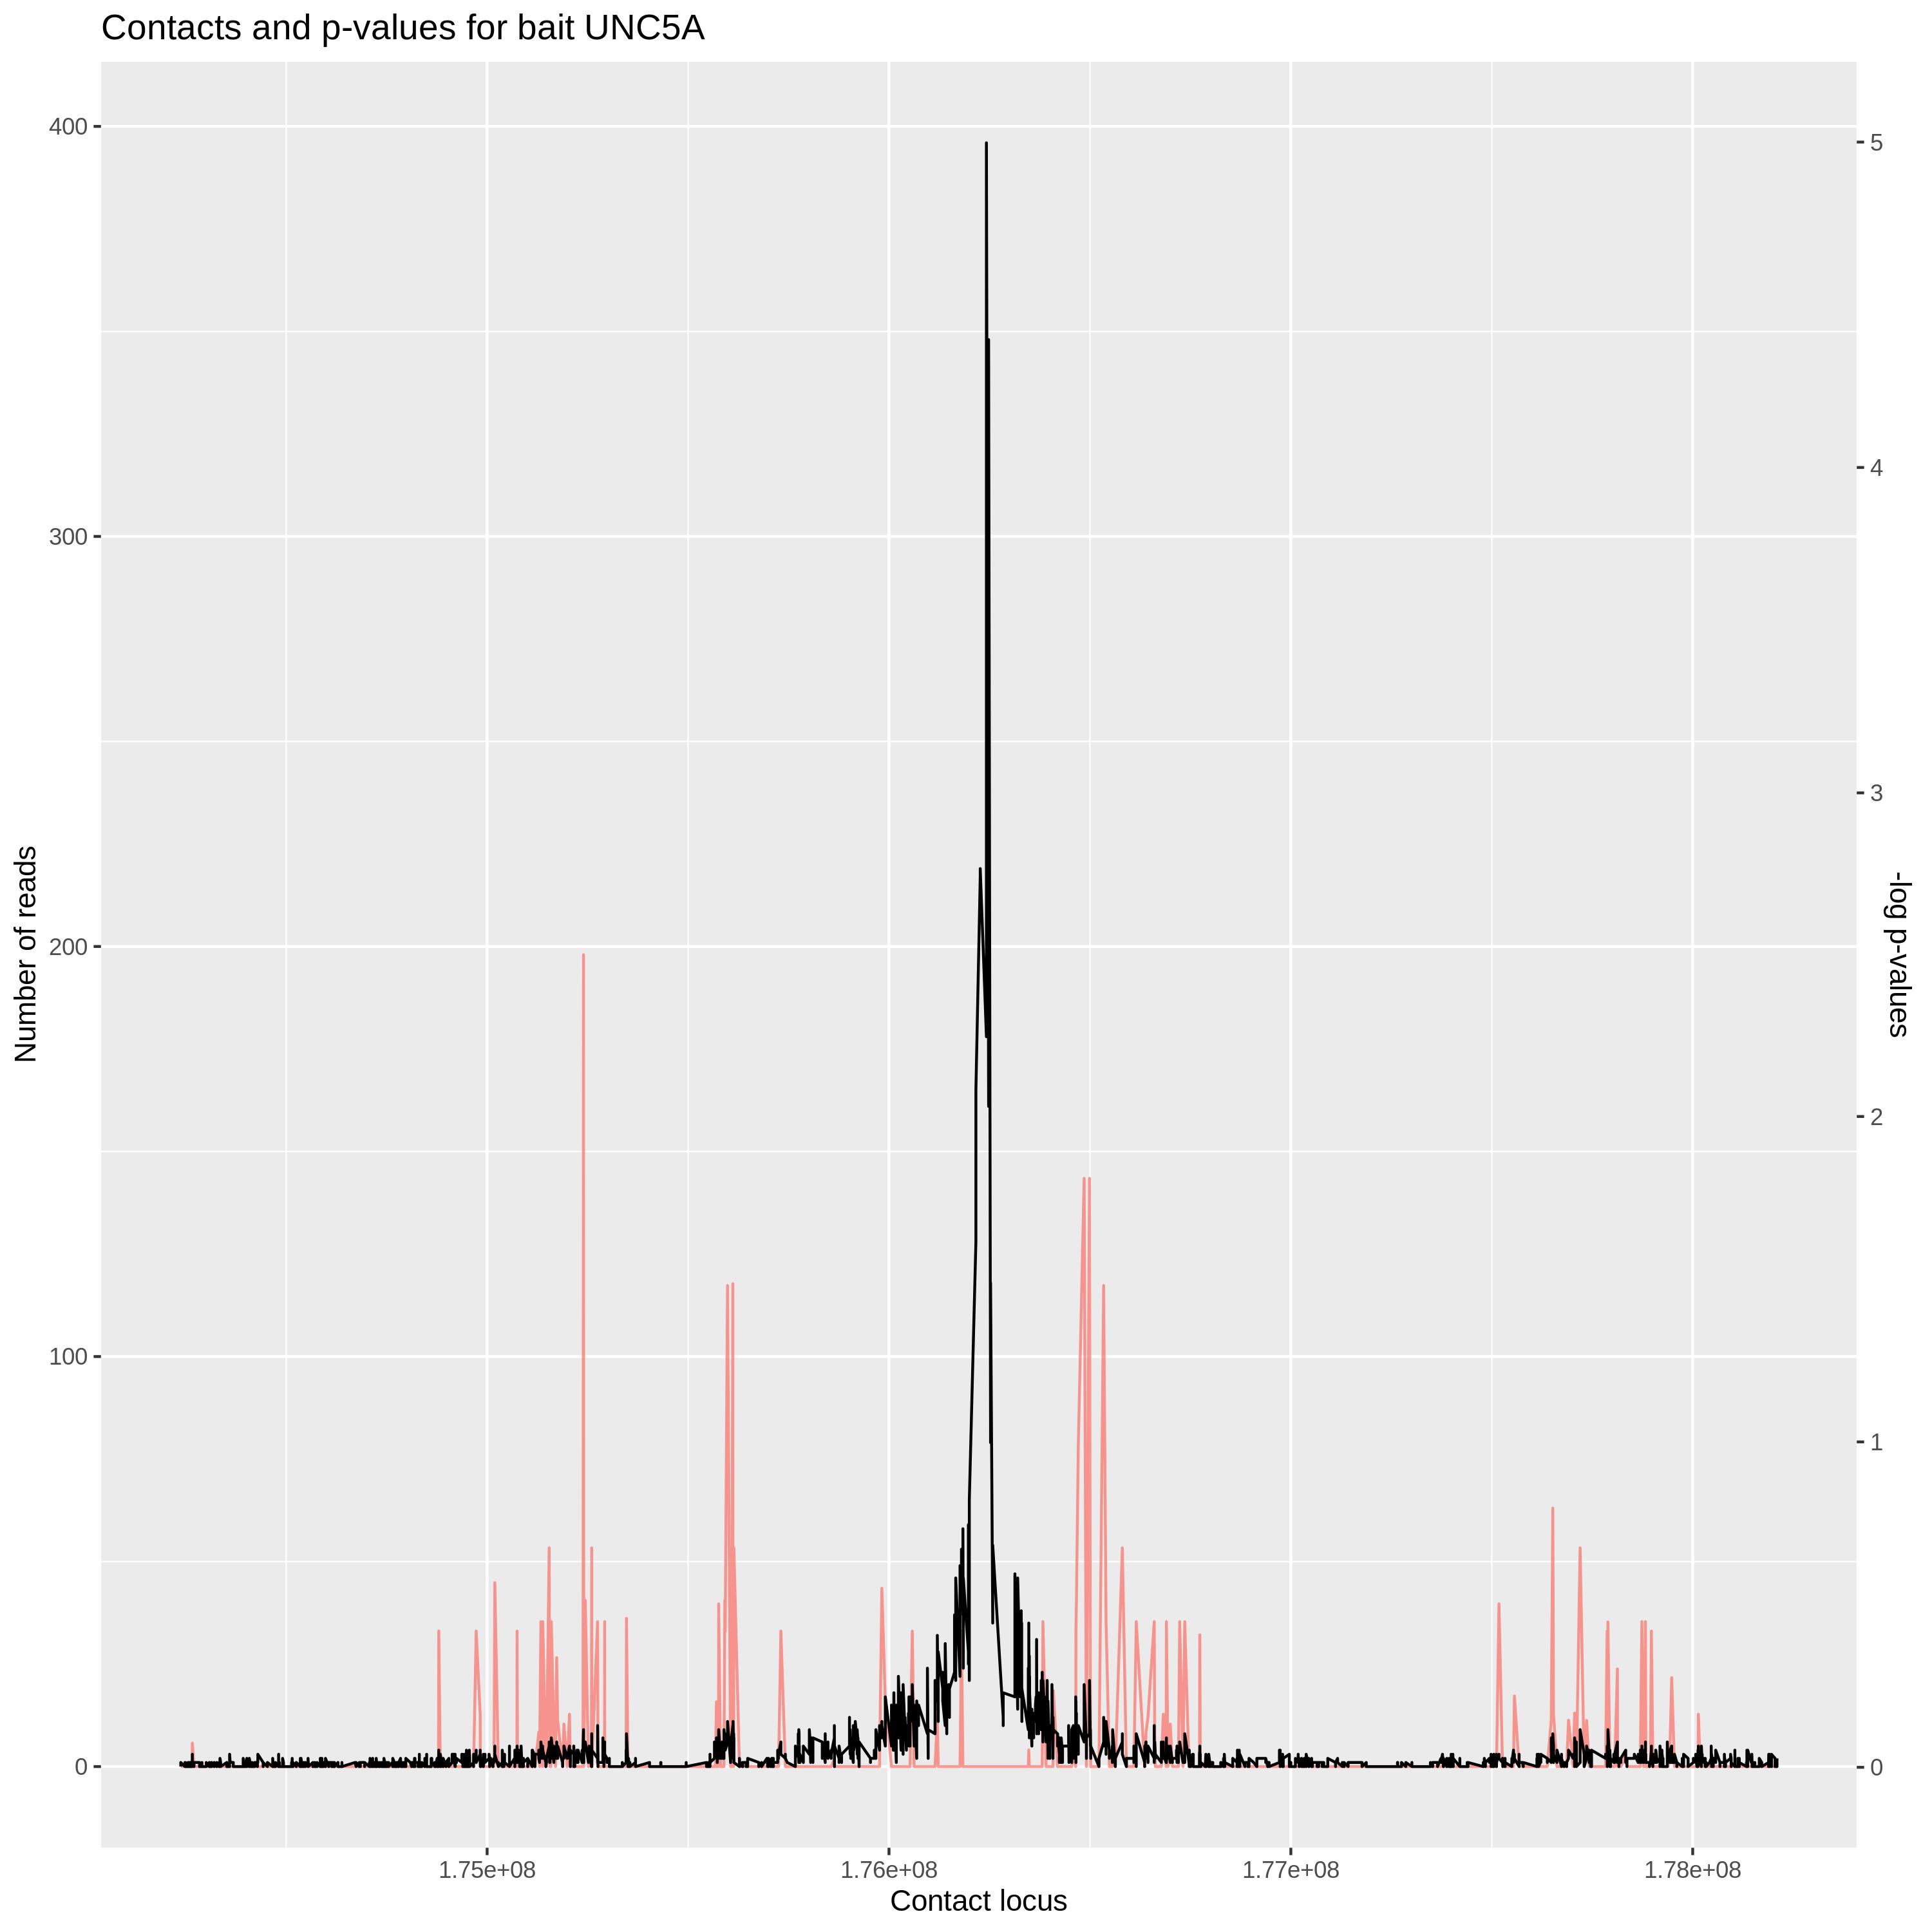 Contacts and p-values for bait UNC5A
400
300
200
100
0
Number of reads
5
4
3
2
1
0
-log p-values
1.75e+08
1.76e+08
1.77e+08
1.78e+08
Contact locus